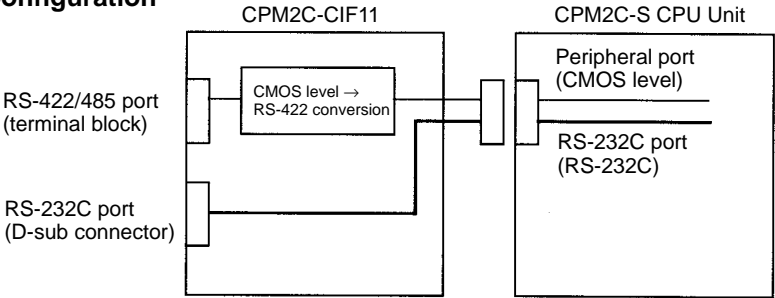 onfiguration
CPM2C-CIF11
CPM2C-S CPU Unit
RS-422/485 port
(terminal block)
CMOS level →
RS-422 conversion
Peripheral port
(CMOS level)
RS-232C port
(RS-232C)
RS-232C port
(D-sub connector)